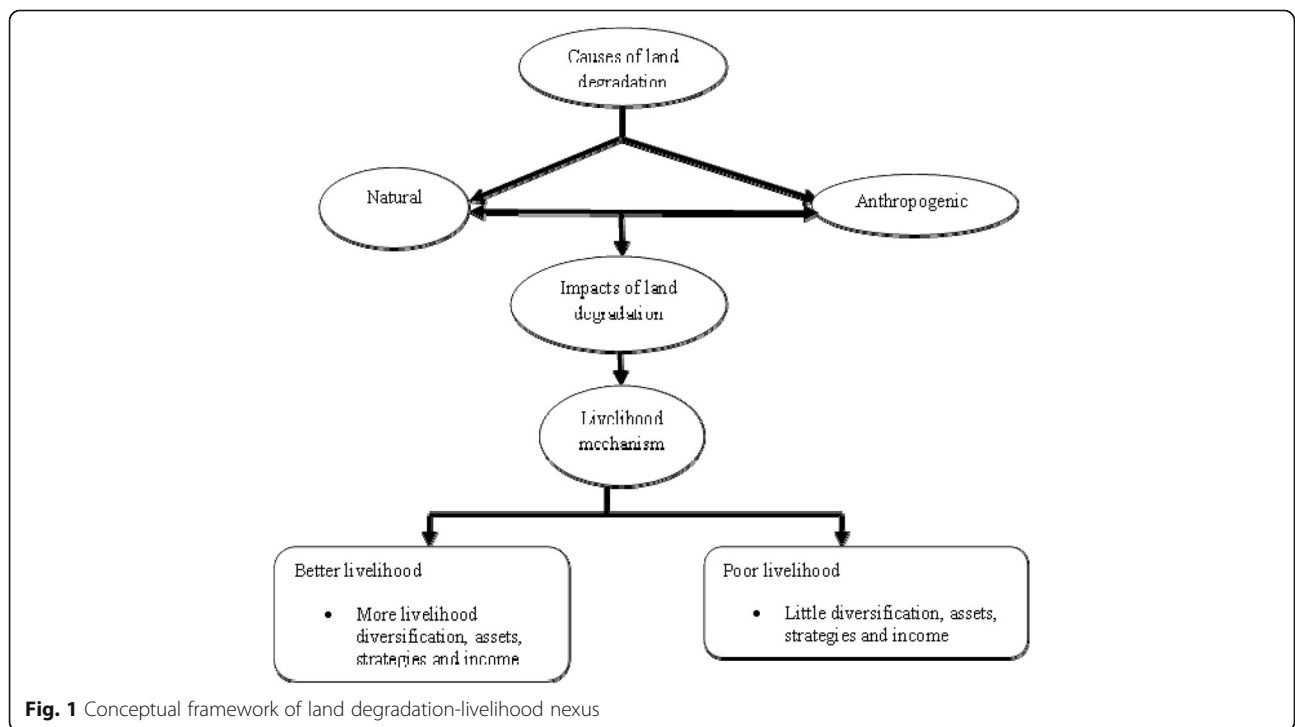 Causes of land
degradation
Natural
Anthropogenic
Impacts of land
degradation
Livelihood
mechanism
Better livelihood
• More livelihood
diversification, assets,
strategies and income
Poor livelihood
• Little diversification, assets,
strategies and income
Fig. 1 Conceptual framework of land degradation-livelihood nexus